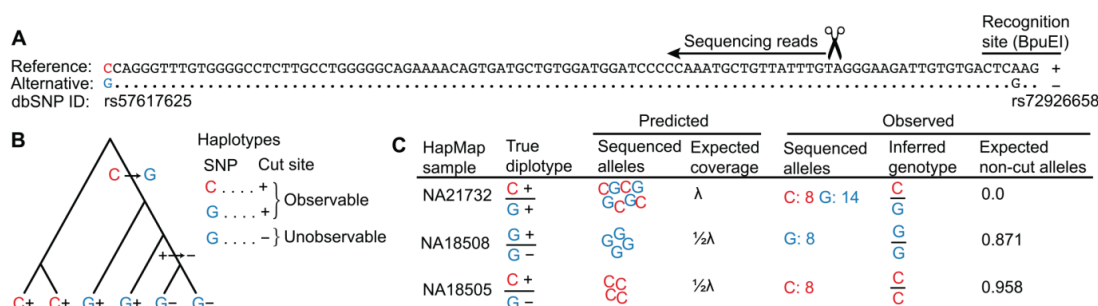 A
Sequencing reads
Recognition
site (BpuEI)
Reference: CCAGGGTTTGTGGGGCCTCTTGCCTGGGGGCAGAAAACAGTGATGCTGTGGATGGATCCCCCAAATGCTGTTATTTGTAGGGAAGATTGTGTGACTCAAG +
Alternative: G.................................................................................................G.. –
dbSNP ID: rs57617625 rs72926658
B
C → G
+ → –
C+ C+ G+ G+ G– G–
Haplotypes
SNP Cut site
C . . . . + } Observable
G . . . . +
G . . . . – } Unobservable
C
Predicted Observed
HapMap sample True diplotype Sequenced alleles Expected coverage Sequenced alleles Inferred genotype Expected non-cut alleles
NA21732 C + / G + CGCG GCGC λ C: 8 G: 14 C / G 0.0
NA18508 G + / G – G G G G ½λ G: 8 G / G 0.871
NA18505 C + / G – CC CC ½λ C: 8 C / C 0.958